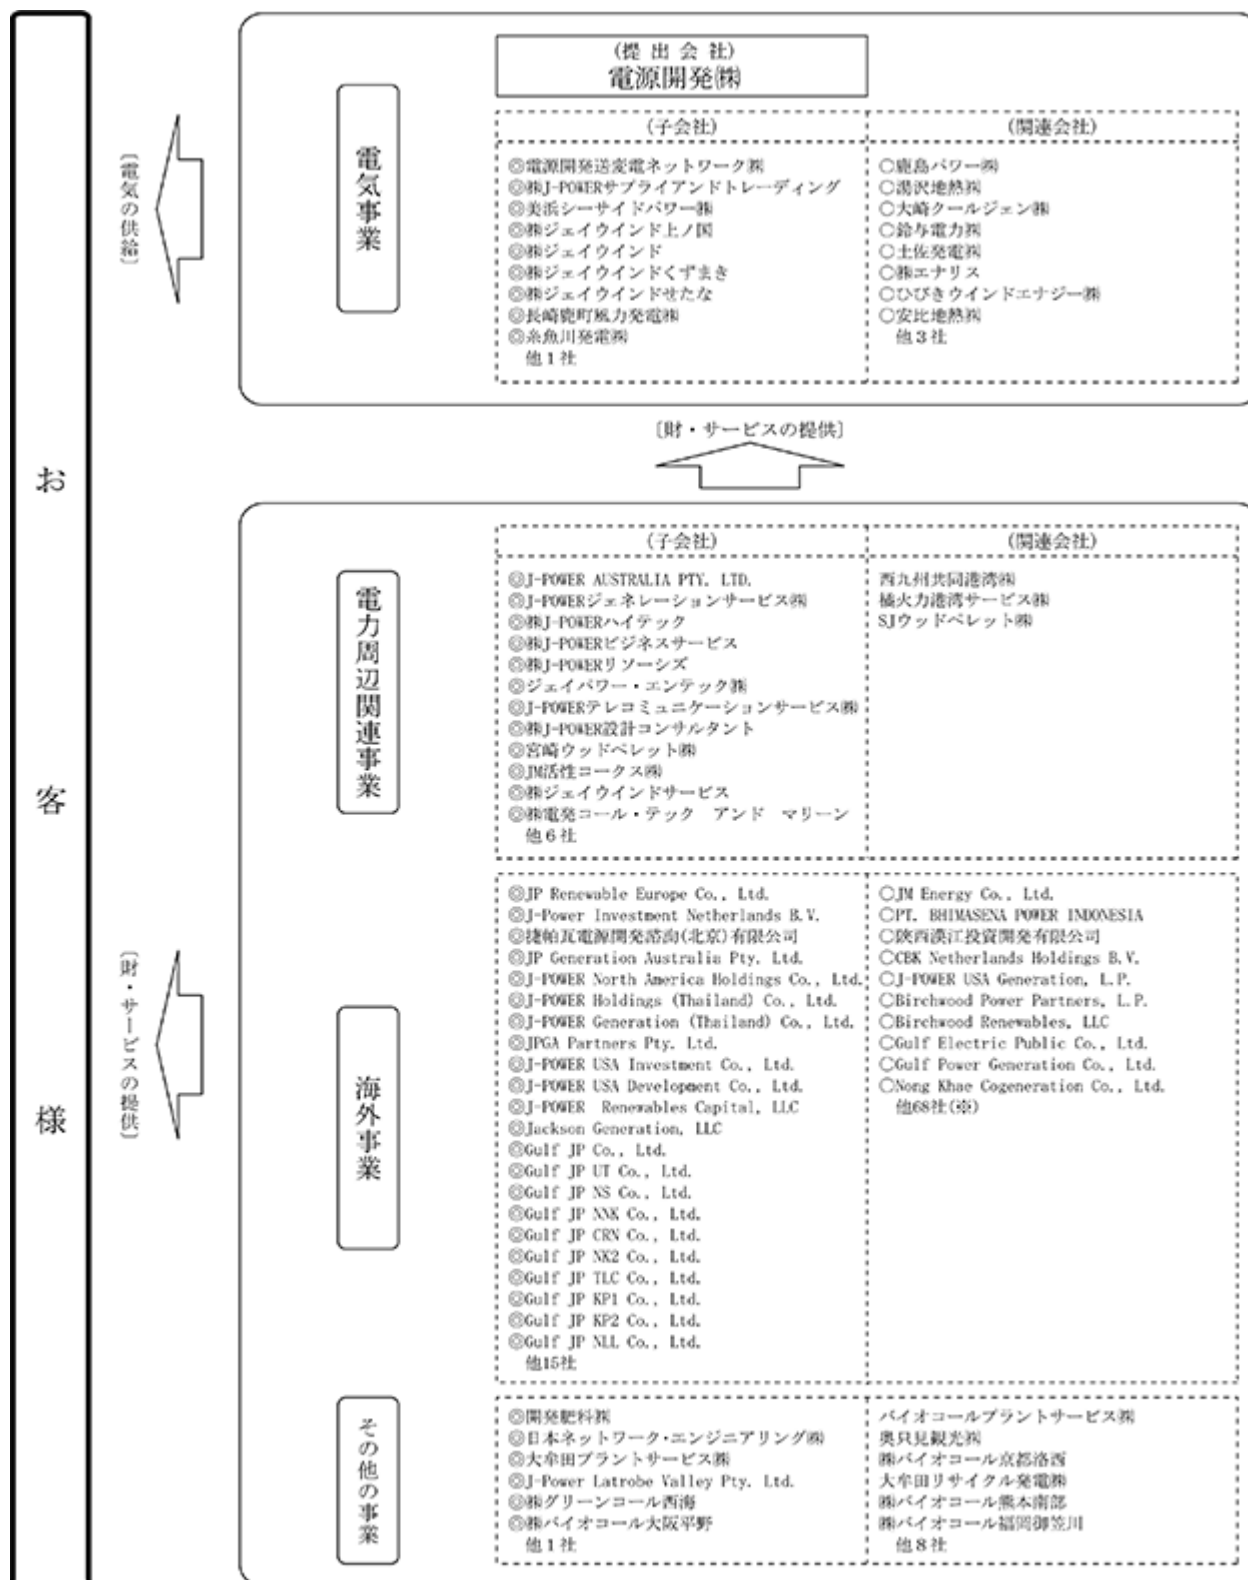 お客様
(提出会社)
電源開発㈱
電気事業
〔電気の供給〕
(子会社)
◎電源開発送変電ネットワーク㈱
◎㈱J-POWERサプライアンドトレーディング
◎美浜シーサイドパワー㈱
◎㈱ジェイウインド上ノ国
◎㈱ジェイウインド
◎㈱ジェイウインドくずまき
◎㈱ジェイウインドせたな
◎長崎鹿町風力発電㈱
◎糸魚川発電㈱
他1社
(関連会社)
○鹿島パワー㈱
○湯沢地熱㈱
○大崎クールジェン㈱
○鈴与電力㈱
○土佐発電㈱
○㈱エナリス
○ひびきウインドエナジー㈱
○安比地熱㈱
他3社
〔財・サービスの提供〕
電力周辺関連事業
(子会社)
◎J-POWER AUSTRALIA PTY. LTD.
◎J-POWERジェネレーションサービス㈱
◎㈱J-POWERハイテック
◎㈱J-POWERビジネスサービス
◎㈱J-POWERリソーシズ
◎ジェイパワー・エンテック㈱
◎J-POWERテレコミュニケーションサービス㈱
◎㈱J-POWER設計コンサルタント
◎宮崎ウッドペレット㈱
◎JM活性コークス㈱
◎㈱ジェイウインドサービス
◎㈱電発コール・テック アンド マリーン
他6社
(関連会社)
西九州共同港湾㈱
橘火力港湾サービス㈱
SJウッドペレット㈱
〔財・サービスの提供〕
海外事業
◎JP Renewable Europe Co., Ltd.
◎J-Power Investment Netherlands B.V.
◎捷帕瓦電源開発諮詢(北京)有限公司
◎JP Generation Australia Pty. Ltd.
◎J-POWER North America Holdings Co., Ltd.
◎J-POWER Holdings (Thailand) Co., Ltd.
◎J-POWER Generation (Thailand) Co., Ltd.
◎JPGA Partners Pty. Ltd.
◎J-POWER USA Investment Co., Ltd.
◎J-POWER USA Development Co., Ltd.
◎J-POWER Renewables Capital, LLC
◎Jackson Generation, LLC
◎Gulf JP Co., Ltd.
◎Gulf JP UT Co., Ltd.
◎Gulf JP NS Co., Ltd.
◎Gulf JP NNK Co., Ltd.
◎Gulf JP CRN Co., Ltd.
◎Gulf JP NK2 Co., Ltd.
◎Gulf JP TLC Co., Ltd.
◎Gulf JP KP1 Co., Ltd.
◎Gulf JP KP2 Co., Ltd.
◎Gulf JP NLL Co., Ltd.
他15社
○JM Energy Co., Ltd.
○PT. BHIMASENA POWER INDONESIA
○陝西漢江投資開発有限公司
○CBK Netherlands Holdings B.V.
○J-POWER USA Generation, L.P.
○Birchwood Power Partners, L.P.
○Birchwood Renewables, LLC
○Gulf Electric Public Co., Ltd.
○Gulf Power Generation Co., Ltd.
○Nong Khae Cogeneration Co., Ltd.
他68社(※)
その他の事業
◎開発肥料㈱
◎日本ネットワーク・エンジニアリング㈱
◎大牟田プラントサービス㈱
◎J-Power Latrobe Valley Pty. Ltd.
◎㈱グリーンコール西海
◎㈱バイオコール大阪平野
他1社
バイオコールプラントサービス㈱
奥只見観光㈱
㈱バイオコール京都洛西
大牟田リサイクル発電㈱
㈱バイオコール熊本南部
㈱バイオコール福岡御笠川
他8社